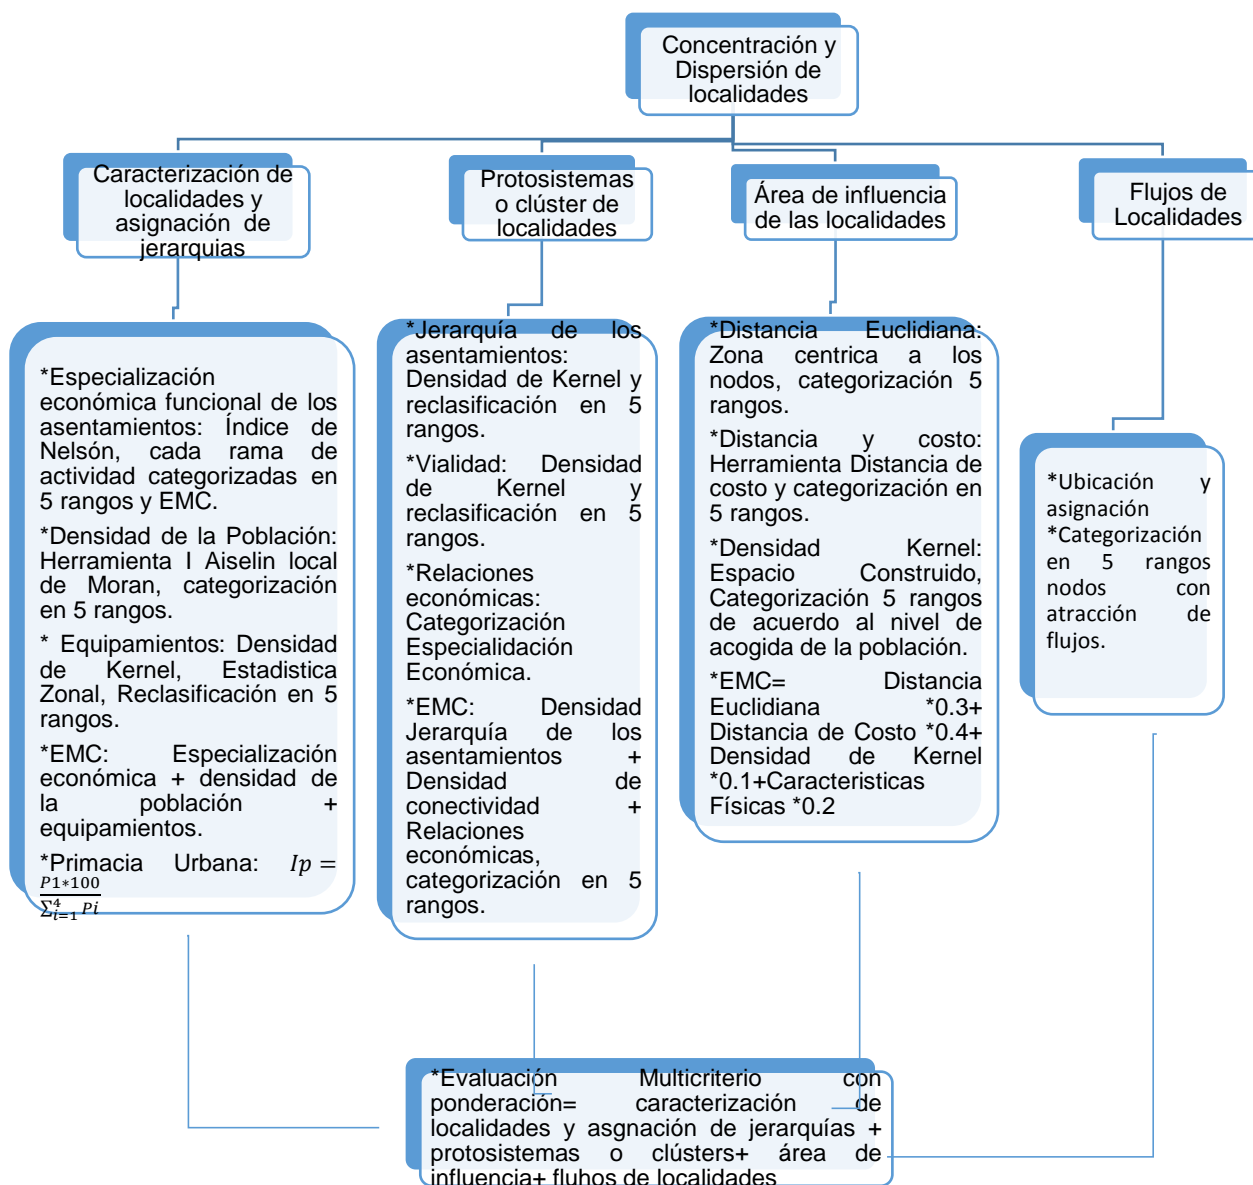 Concentración y
Dispersión de
localidades
Caracterización de
localidades y
asignación de
jerarquias
Protosistemas
o clúster de
localidades
Área de influencia
de las localidades
Flujos de
Localidades
*Especialización
económica funcional de los
asentamientos: Índice de
Nelsón, cada rama de
actividad categorizadas en
5 rangos y EMC.
*Densidad de la Población:
Herramienta I Aiselin local
de Moran, categorización
en 5 rangos.
* Equipamientos: Densidad
de Kernel, Estadistica
Zonal, Reclasificación en 5
rangos.
*EMC: Especialización
económica + densidad de
la población +
equipamientos.
*Primacia Urbana: Ip =
P1*100
∑_{i=1}^{4} Pi
*Jerarquía de los
asentamientos:
Densidad de Kernel y
reclasificación en 5
rangos.
*Vialidad: Densidad
de Kernel y
reclasificación en 5
rangos.
*Relaciones
económicas:
Categorización
Especialidación
Económica.
*EMC: Densidad
Jerarquía de los
asentamientos +
Densidad de
conectividad +
Relaciones
económicas,
categorización en 5
rangos.
*Distancia Euclidiana:
Zona centrica a los
nodos, categorización 5
rangos.
*Distancia y costo:
Herramienta Distancia de
costo y categorización en
5 rangos.
*Densidad Kernel:
Espacio Construido,
Categorización 5 rangos
de acuerdo al nivel de
acogida de la población.
*EMC= Distancia
Euclidiana *0.3+
Distancia de Costo *0.4+
Densidad de Kernel
*0.1+Caracteristicas
Físicas *0.2
*Ubicación y
asignación
*Categorización
en 5 rangos
nodos con
atracción de
flujos.
*Evaluación Multicriterio con
ponderación= caracterización de
localidades y asgnación de jerarquías +
protosistemas o clústers+ área de
influencia+ fluhos de localidades